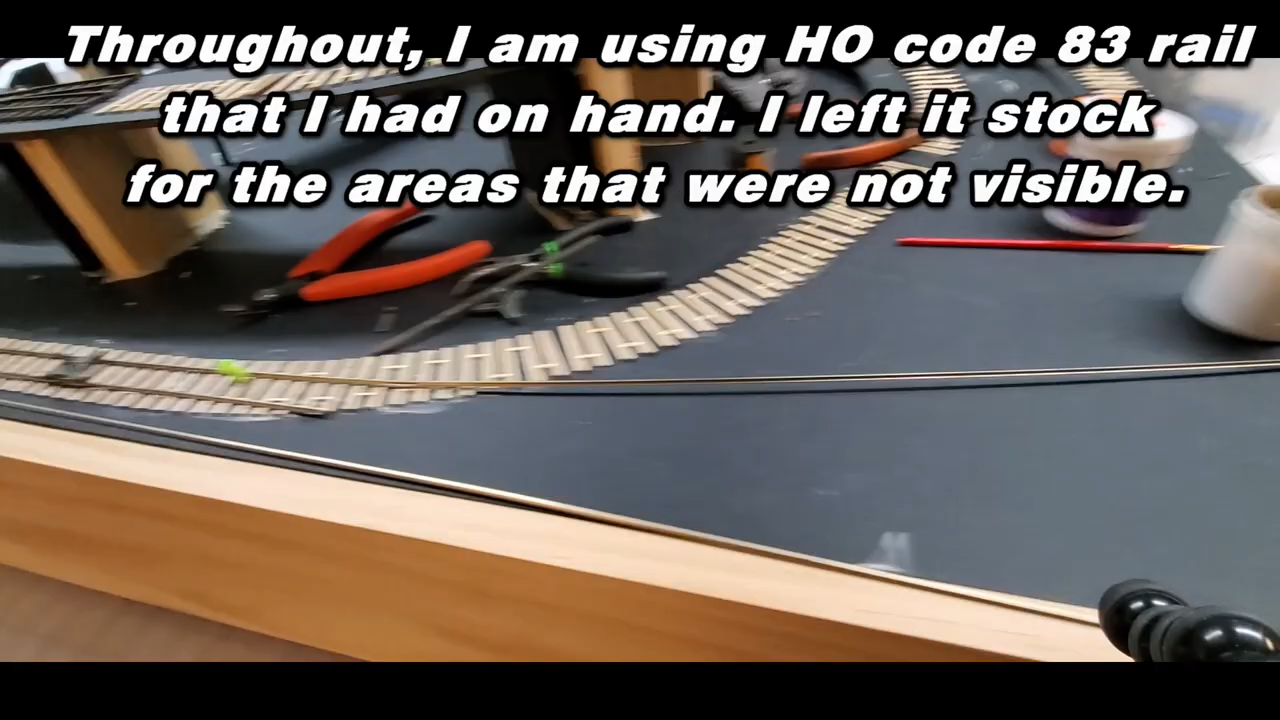 Throughout, I am using HO code 83 rail
that I had on hand. I left it stock
for the areas that were not visible.